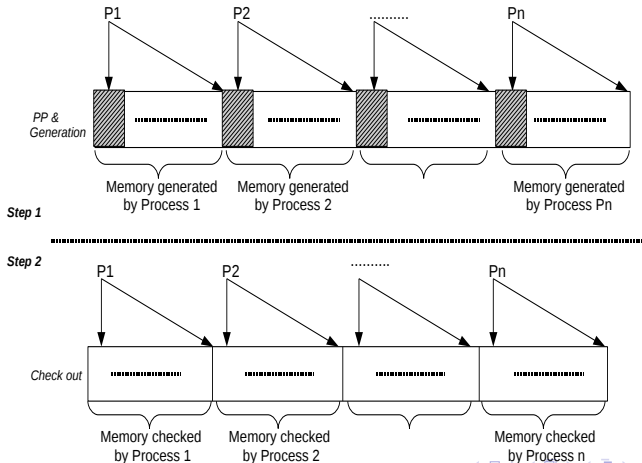 P1 P2 .......... Pn
PP &
Generation
Memory generated
by Process 1
Memory generated
by Process 2
Memory generated
by Process Pn
Step 1
Step 2
P1 P2 .......... Pn
Check out
Memory checked
by Process 1
Memory checked
by Process 2
Memory checked
by Process n